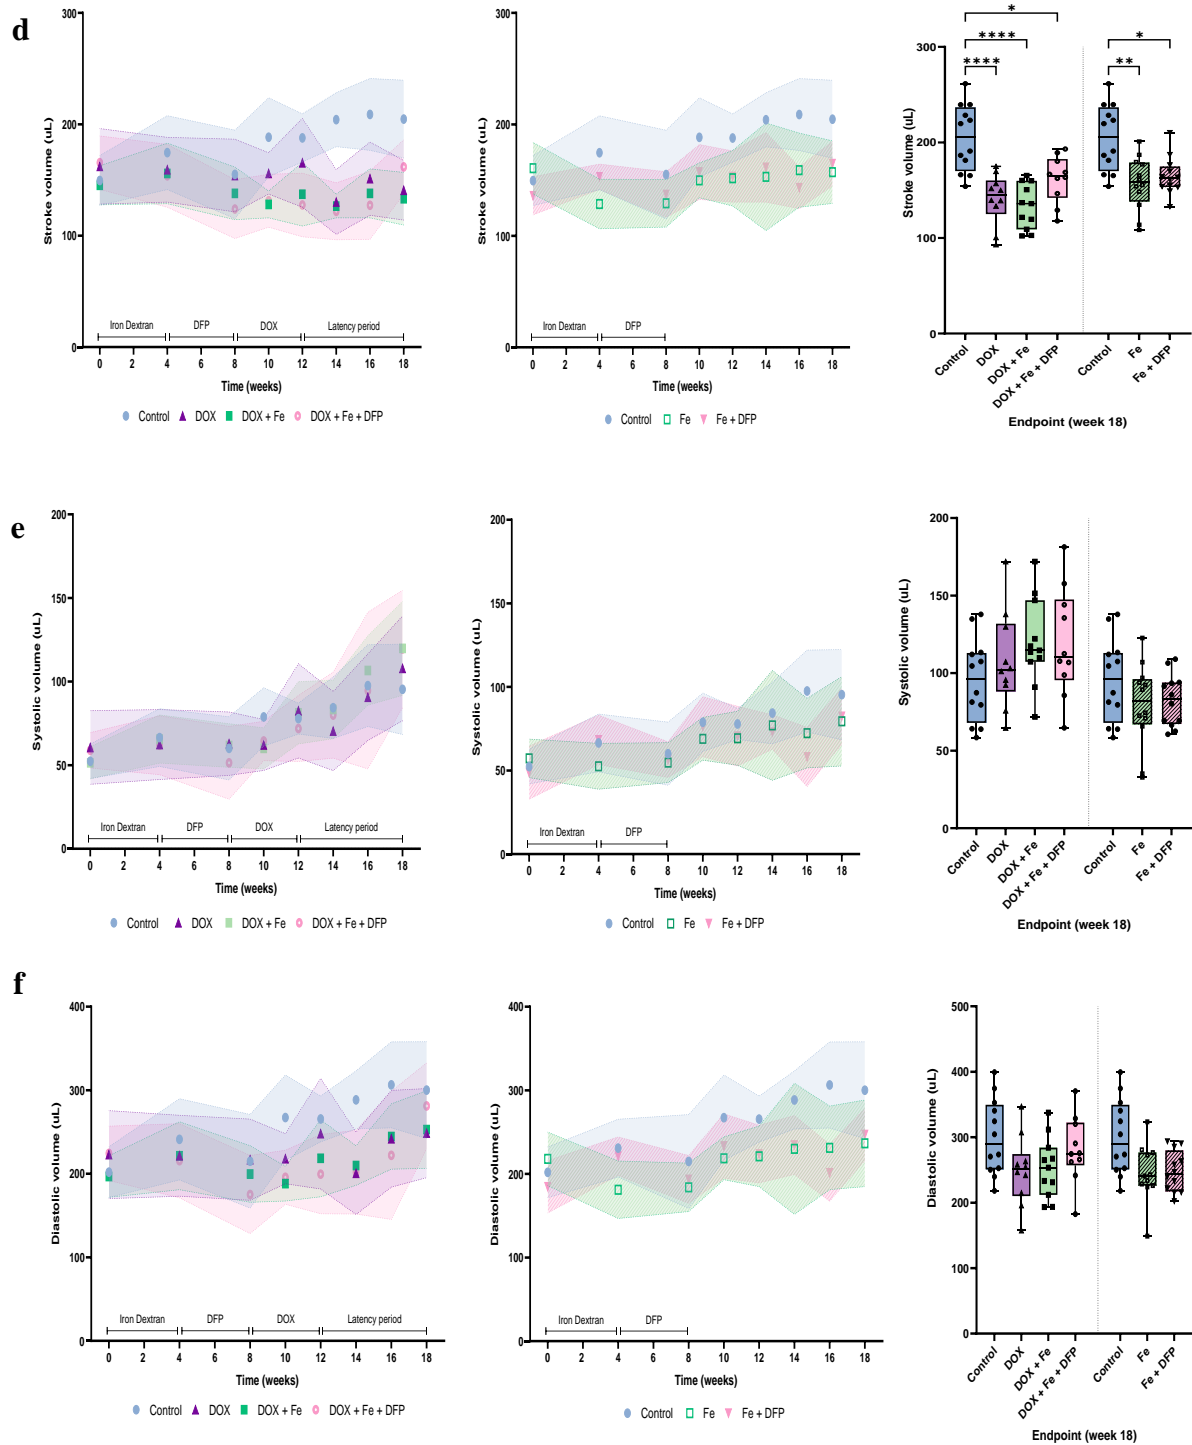 d
300
200
100
0
Stroke volume (uL)
Iron Dextran DFP DOX Latency period
0 2 4 6 8 10 12 14 16 18
Time (weeks)
Control DOX DOX + Fe DOX + Fe + DFP
300
200
100
0
Stroke volume (uL)
Iron Dextran DFP
0 2 4 6 8 10 12 14 16 18
Time (weeks)
Control Fe Fe + DFP
* 
**** *
**** **
300
200
100
0
Stroke volume (uL)
Control DOX DOX + Fe DOX + Fe + DFP Control Fe Fe + DFP
Endpoint (week 18)
e
200
150
100
50
0
Systolic volume (uL)
Iron Dextran DFP DOX Latency period
0 2 4 6 8 10 12 14 16 18
Time (weeks)
Control DOX DOX + Fe DOX + Fe + DFP
200
150
100
50
0
Systolic volume (uL)
Iron Dextran DFP
0 2 4 6 8 10 12 14 16 18
Time (weeks)
Control Fe Fe + DFP
200
150
100
50
0
Systolic volume (uL)
Control DOX DOX + Fe DOX + Fe + DFP Control Fe Fe + DFP
Endpoint (week 18)
f
400
300
200
100
0
Diastolic volume (uL)
Iron Dextran DFP DOX Latency period
0 2 4 6 8 10 12 14 16 18
Time (weeks)
Control DOX DOX + Fe DOX + Fe + DFP
400
300
200
100
0
Diastolic volume (uL)
Iron Dextran DFP
0 2 4 6 8 10 12 14 16 18
Time (weeks)
Control Fe Fe + DFP
500
400
300
200
100
0
Diastolic volume (uL)
Control DOX DOX + Fe DOX + Fe + DFP Control Fe Fe + DFP
Endpoint (week 18)